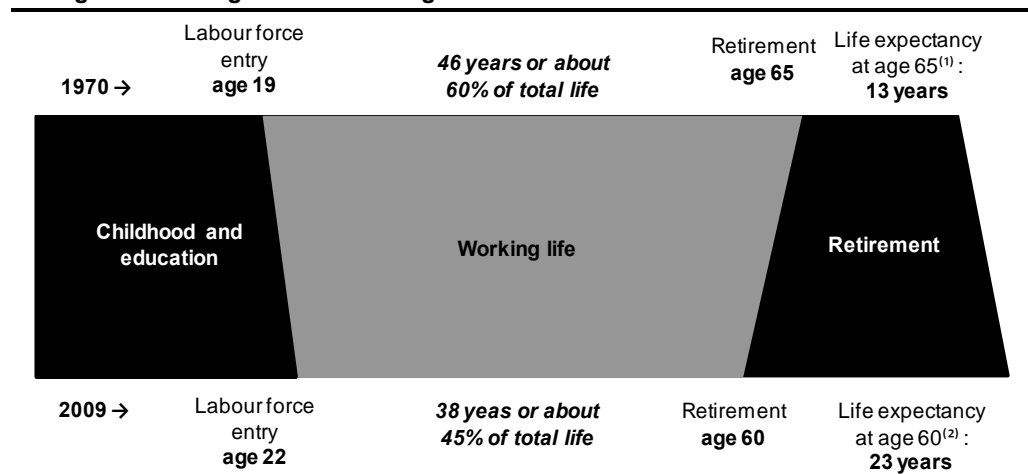 Labour force
entry
age 19
46 years or about
60% of total life
Retirement
age 65
Life expectancy
at age 65⁽¹⁾ :
13 years
1970 →
Childhood and
education
Working life
Retirement
2009 →
Labour force
entry
age 22
38 yeas or about
45% of total life
Retirement
age 60
Life expectancy
at age 60⁽²⁾ :
23 years